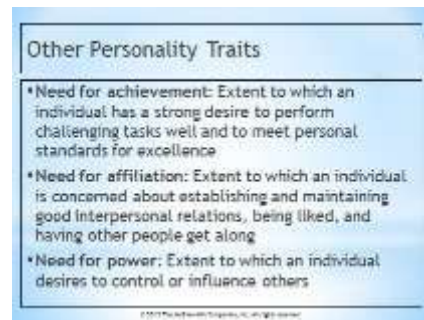 Other Personality Traits
•Need for achievement: Extent to which an
individual has a strong desire to perform
challenging tasks well and to meet personal
standards for excellence
•Need for affiliation: Extent to which an individual
is concerned about establishing and maintaining
good interpersonal relations, being liked, and
having other people get along
•Need for power: Extent to which an individual
desires to control or influence others